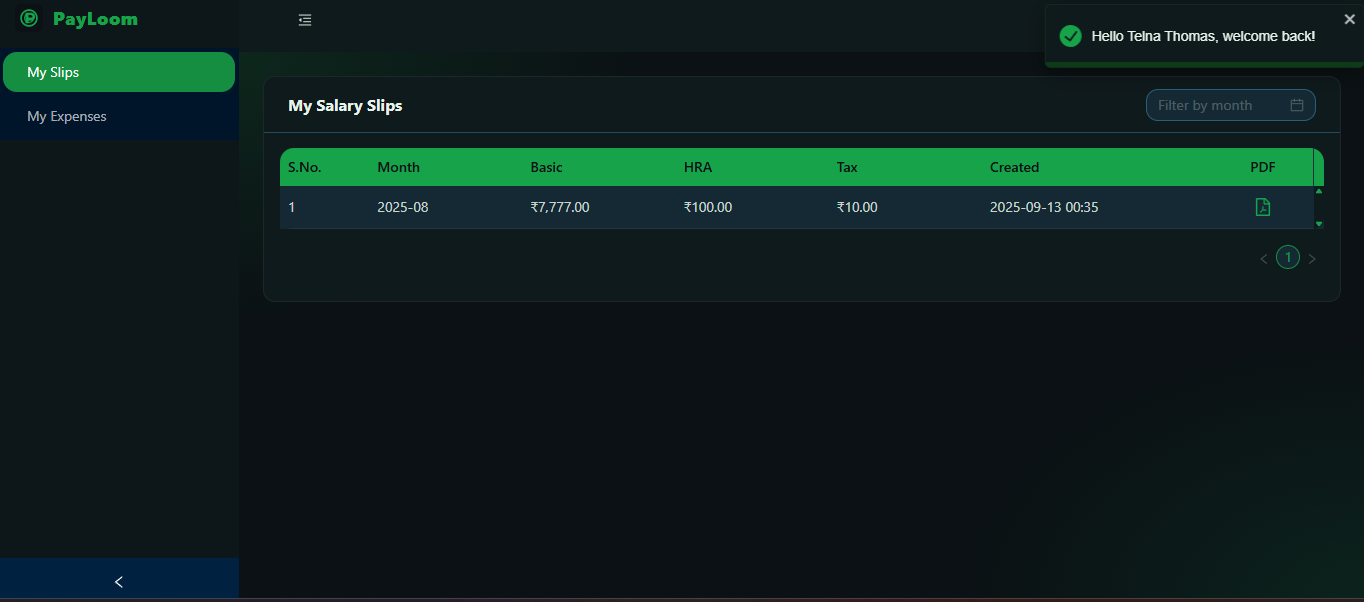 PayLoom
Hello Telna Thomas, welcome back!
My Slips
My Expenses
My Salary Slips
Filter by month
S.No. Month Basic HRA Tax Created PDF
1 2025-08 ₹7,777.00 ₹100.00 ₹10.00 2025-09-13 00:35
< 1 >